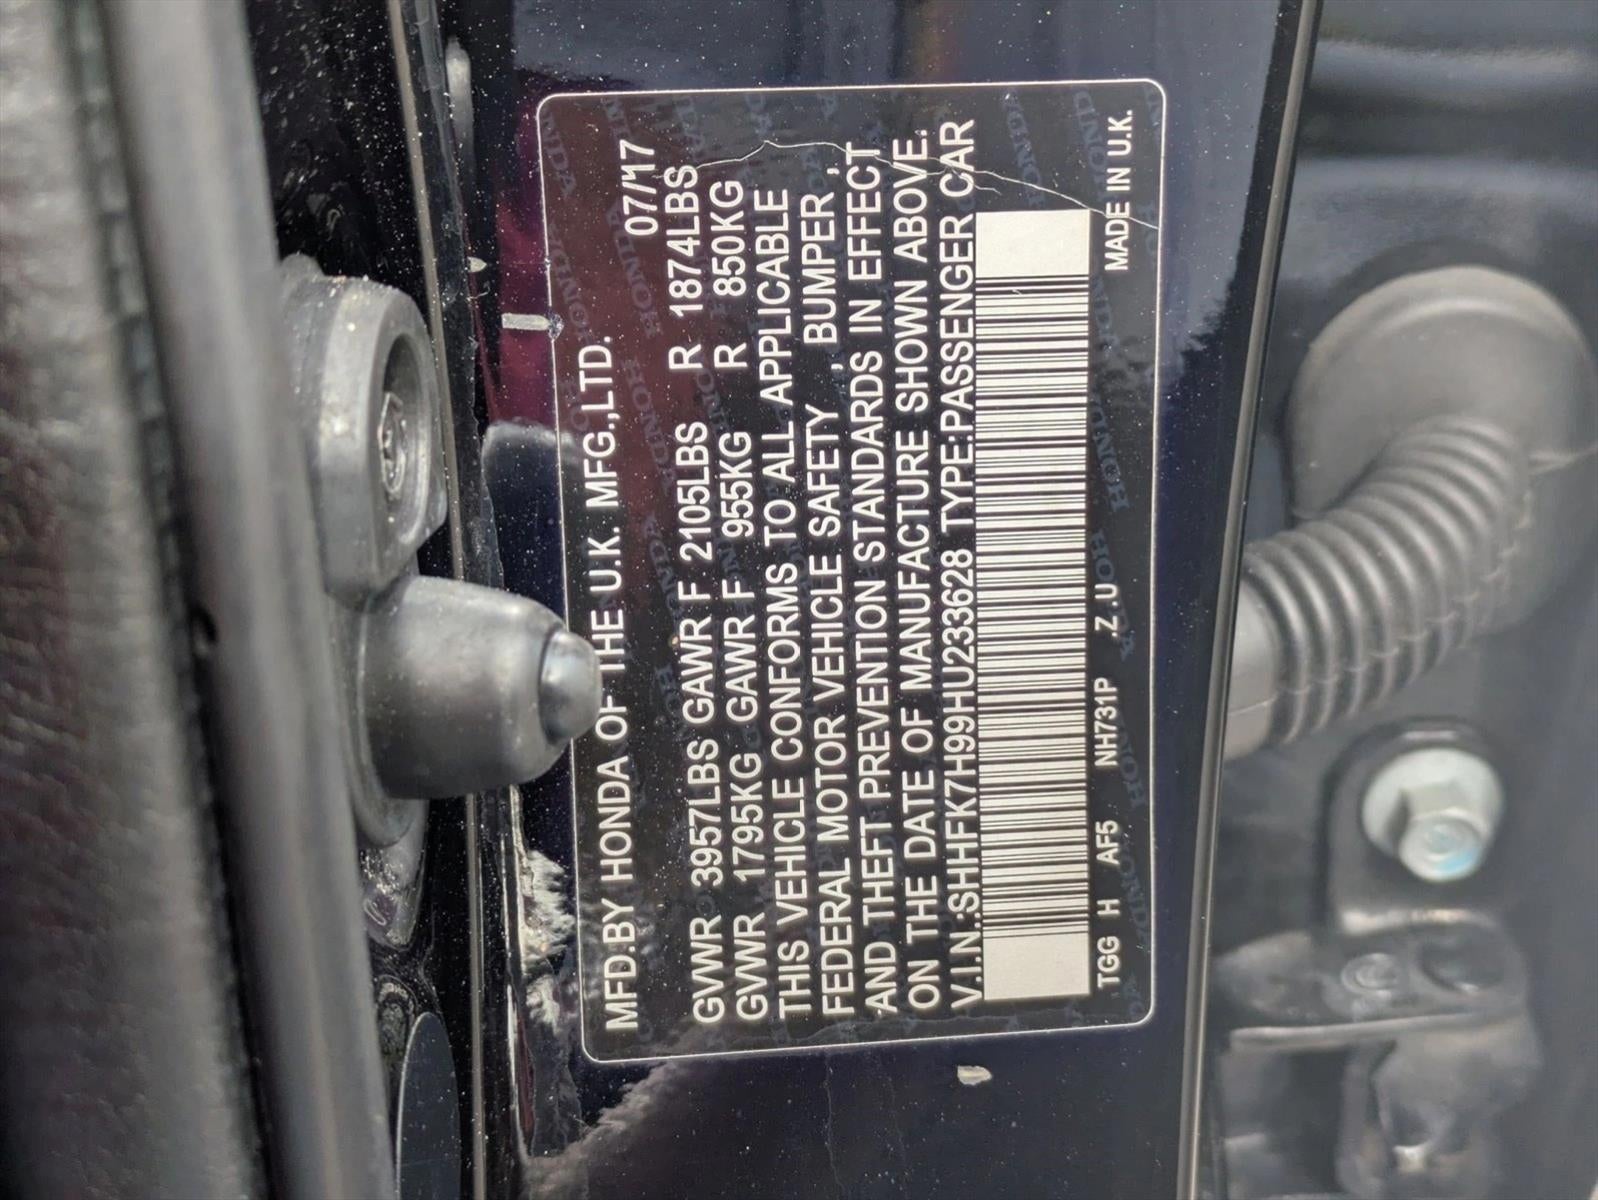 MFD.BY HONDA OF THE U.K. MFG.,LTD. 07/17
GVWR 3957LBS GAWR F 2105LBS R 1874LBS
GVWR 1795KG GAWR F 955KG R 850KG
THIS VEHICLE CONFORMS TO ALL APPLICABLE
FEDERAL MOTOR VEHICLE SAFETY , BUMPER ,
AND THEFT PREVENTION STANDARDS IN EFFECT
ON THE DATE OF MANUFACTURE SHOWN ABOVE.
V.I.N.:SHHFK7H99HU233628 TYPE:PASSENGER CAR
TGG H AF5 NH731P .Z.U MADE IN U.K.